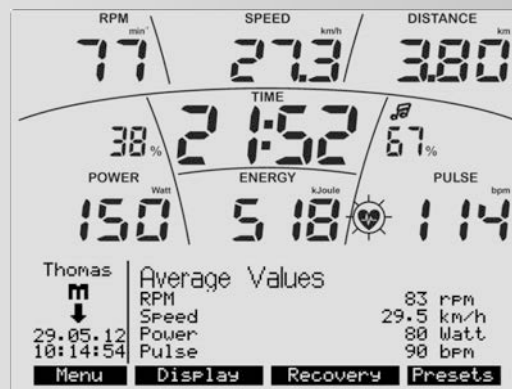 RPM SPEED DISTANCE
min⁻¹ km/h km
77 27.3 3.80
TIME
38% 21:52 67%
POWER ENERGY PULSE
Watt kJoule bpm
150 518 114
Thomas
m
29.05.12
10:14:54
Average Values
RPM 83 rpm
Speed 29.5 km/h
Power 80 Watt
Pulse 90 bpm
Menu Display Recovery Presets